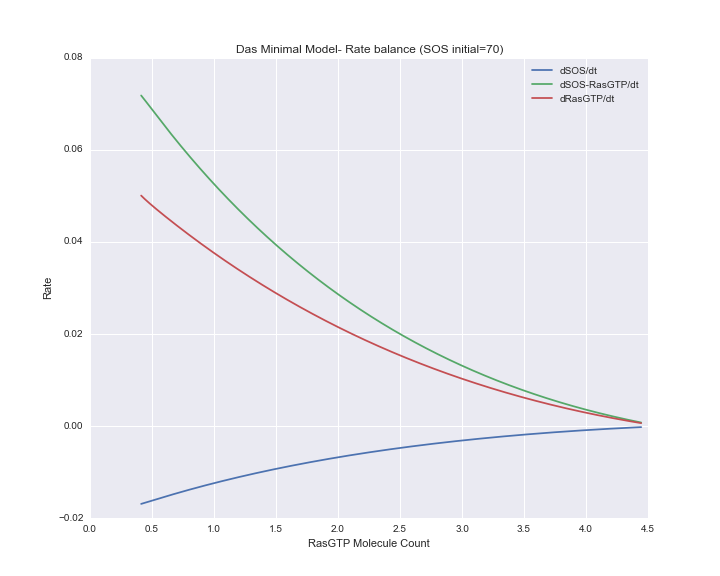 Das Minimal Model- Rate balance (SOS initial=70)
dSOS/dt
dSOS-RasGTP/dt
dRasGTP/dt
0.08
0.06
0.04
0.02
0.00
−0.02
Rate
0.0 0.5 1.0 1.5 2.0 2.5 3.0 3.5 4.0 4.5
RasGTP Molecule Count